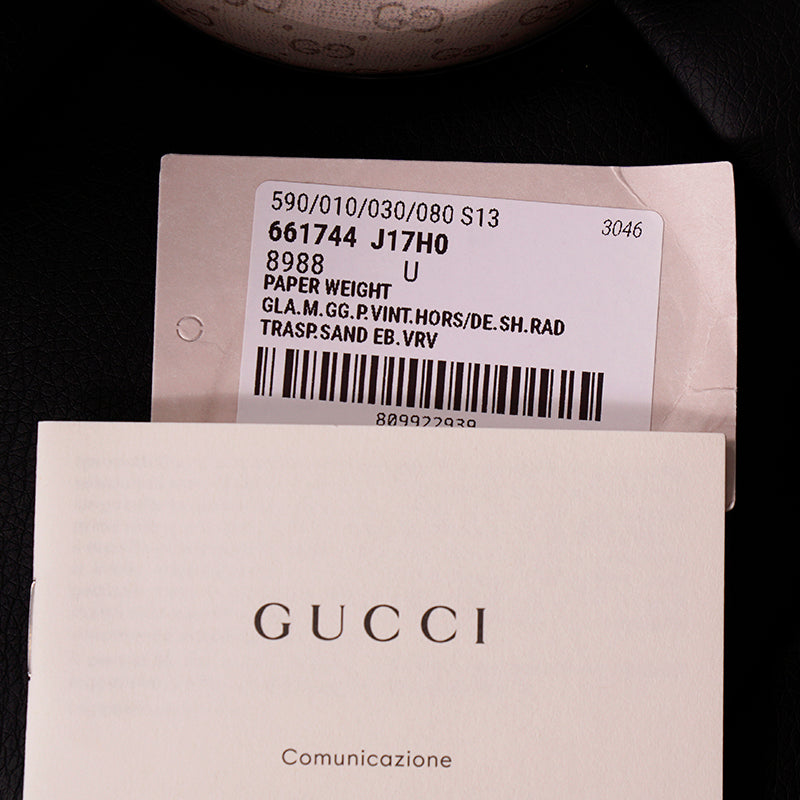 590/010/030/080 S13
3046
661744 J17H0
8988 U
PAPER WEIGHT
GLA.M.GG.P.VINT.HORS/DE.SH.RAD
TRASP.SAND EB.VRV
809922939
GUCCI
Comunicazione